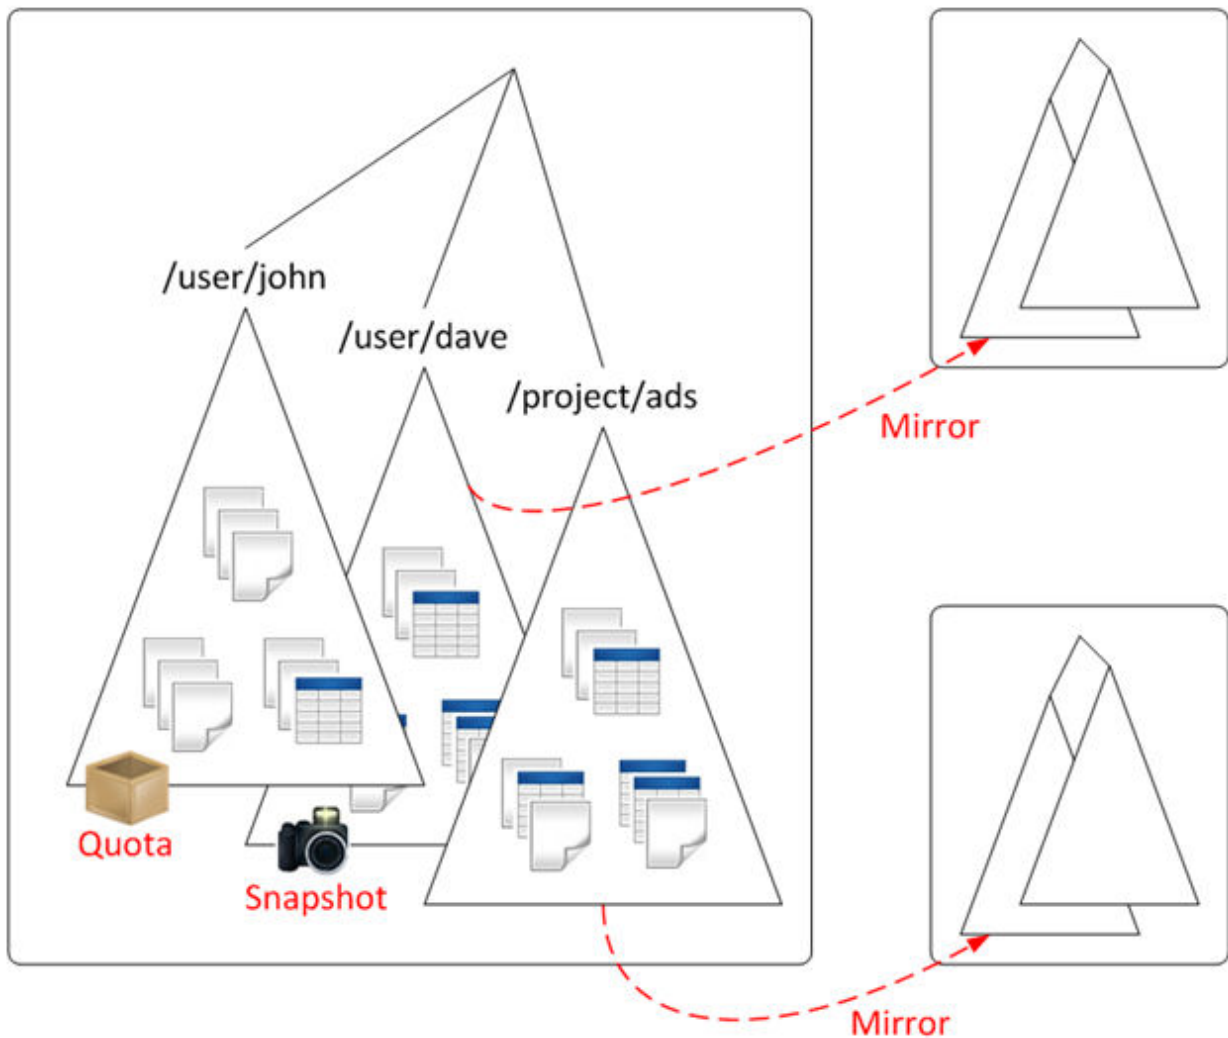 /user/john
/user/dave
/project/ads
Mirror
Quota
Snapshot
Mirror